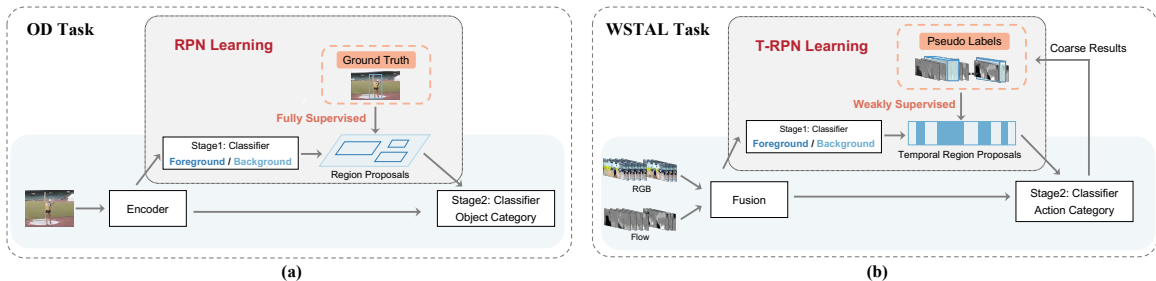 OD Task
RPN Learning
Ground Truth
Fully Supervised
Stage1: Classifier
Foreground / Background
Region Proposals
Encoder
Stage2: Classifier
Object Category
(a)
WSTAL Task
T-RPN Learning
Pseudo Labels
Coarse Results
Weakly Supervised
Stage1: Classifier
Foreground / Background
Temporal Region Proposals
RGB
Fusion
Flow
Stage2: Classifier
Action Category
(b)